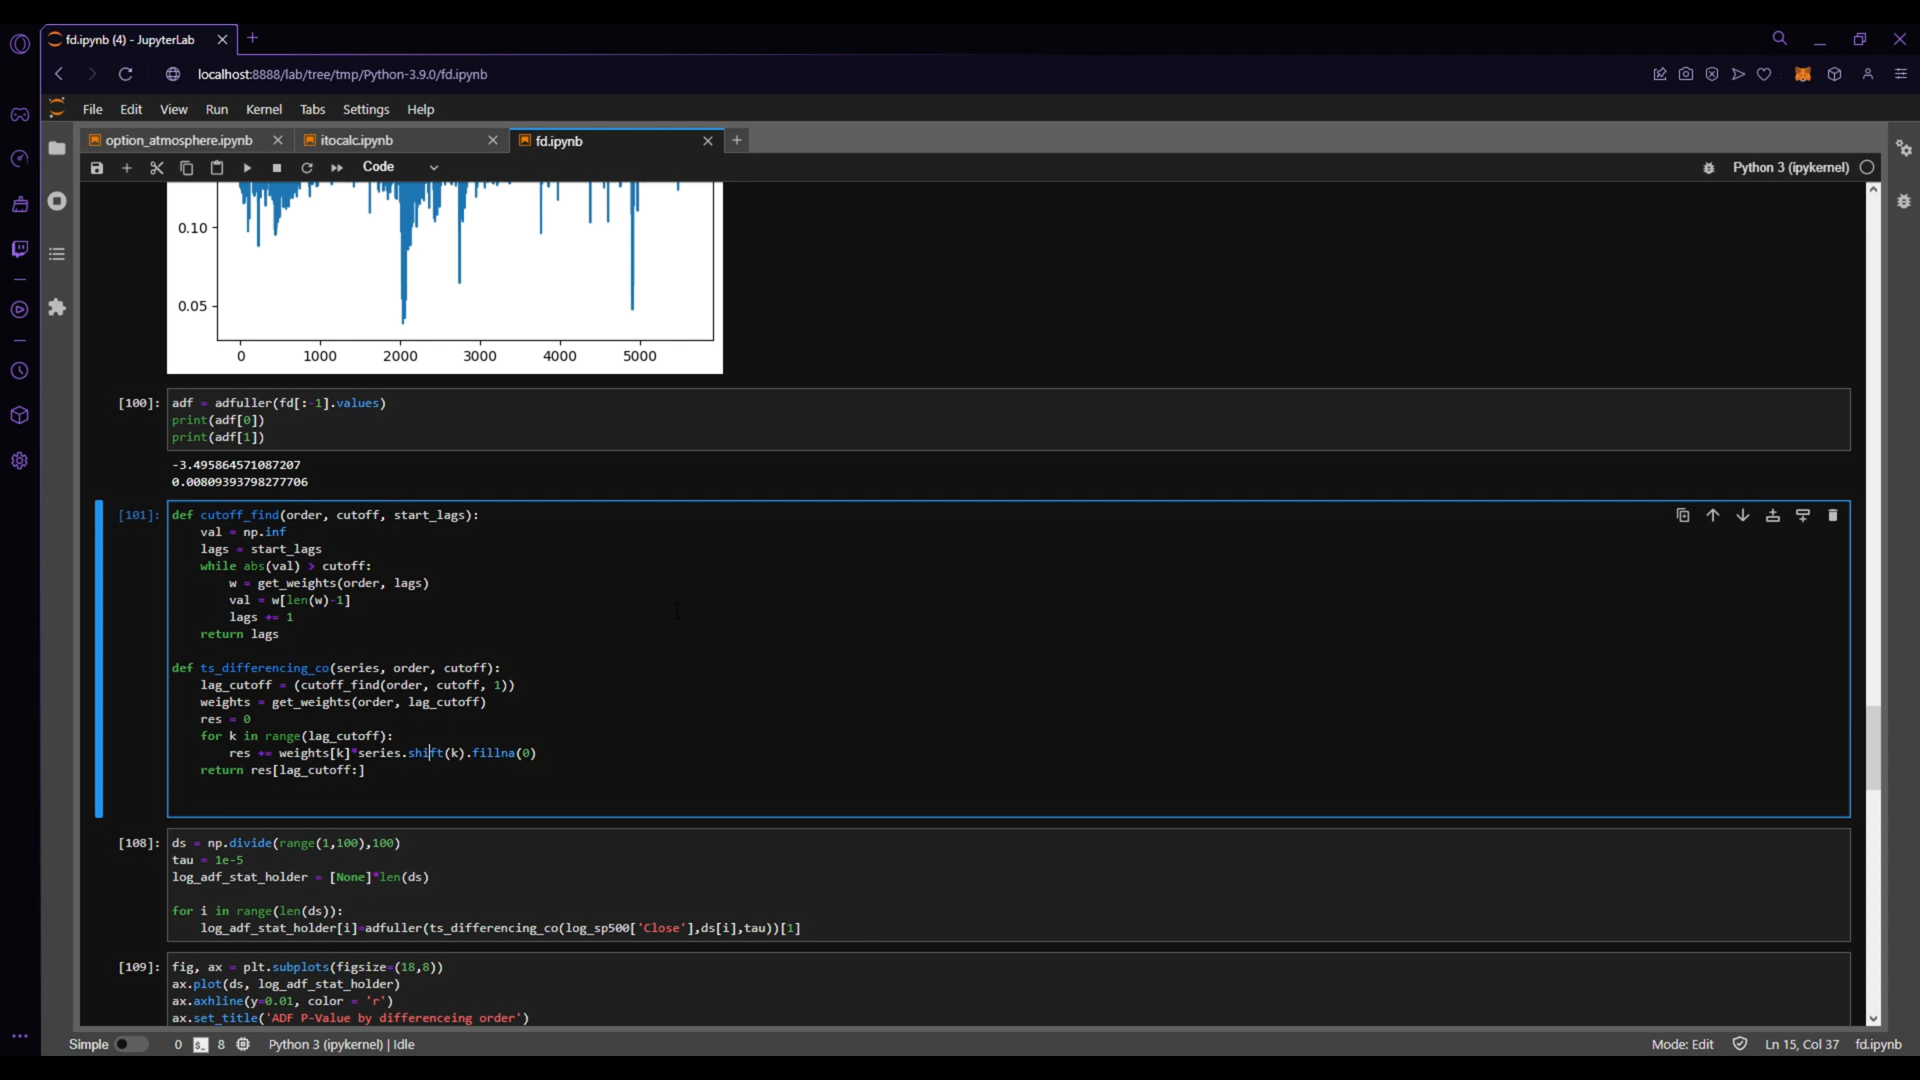 fd.ipynb (4) - JupyterLab
localhost:8888/lab/tree/tmp/Python-3.9.0/fd.ipynb
File Edit View Run Kernel Tabs Settings Help
option_atmosphere.ipynb itocalc.ipynb fd.ipynb
Code Python 3 (ipykernel)
0.10
0.05
0 1000 2000 3000 4000 5000
[100]: adf = adfuller(fd[:-1].values)
print(adf[0])
print(adf[1])
-3.495864571087207
0.00809393798277706
[101]: def cutoff_find(order, cutoff, start_lags):
val = np.inf
lags = start_lags
while abs(val) > cutoff:
w = get_weights(order, lags)
val = w[len(w)-1]
lags += 1
return lags
def ts_differencing_co(series, order, cutoff):
lag_cutoff = (cutoff_find(order, cutoff, 1))
weights = get_weights(order, lag_cutoff)
res = 0
for k in range(lag_cutoff):
res += weights[k]*series.shift(k).fillna(0)
return res[lag_cutoff:]
[108]: ds = np.divide(range(1,100),100)
tau = 1e-5
log_adf_stat_holder = [None]*len(ds)
for i in range(len(ds)):
log_adf_stat_holder[i]=adfuller(ts_differencing_co(log_sp500['Close'],ds[i],tau))[1]
[109]: fig, ax = plt.subplots(figsize=(18,8))
ax.plot(ds, log_adf_stat_holder)
ax.axhline(y=0.01, color = 'r')
ax.set_title('ADF P-Value by differenceing order')
Simple 0 $_ 8 Python 3 (ipykernel) | Idle Mode: Edit Ln 15, Col 37 fd.ipynb